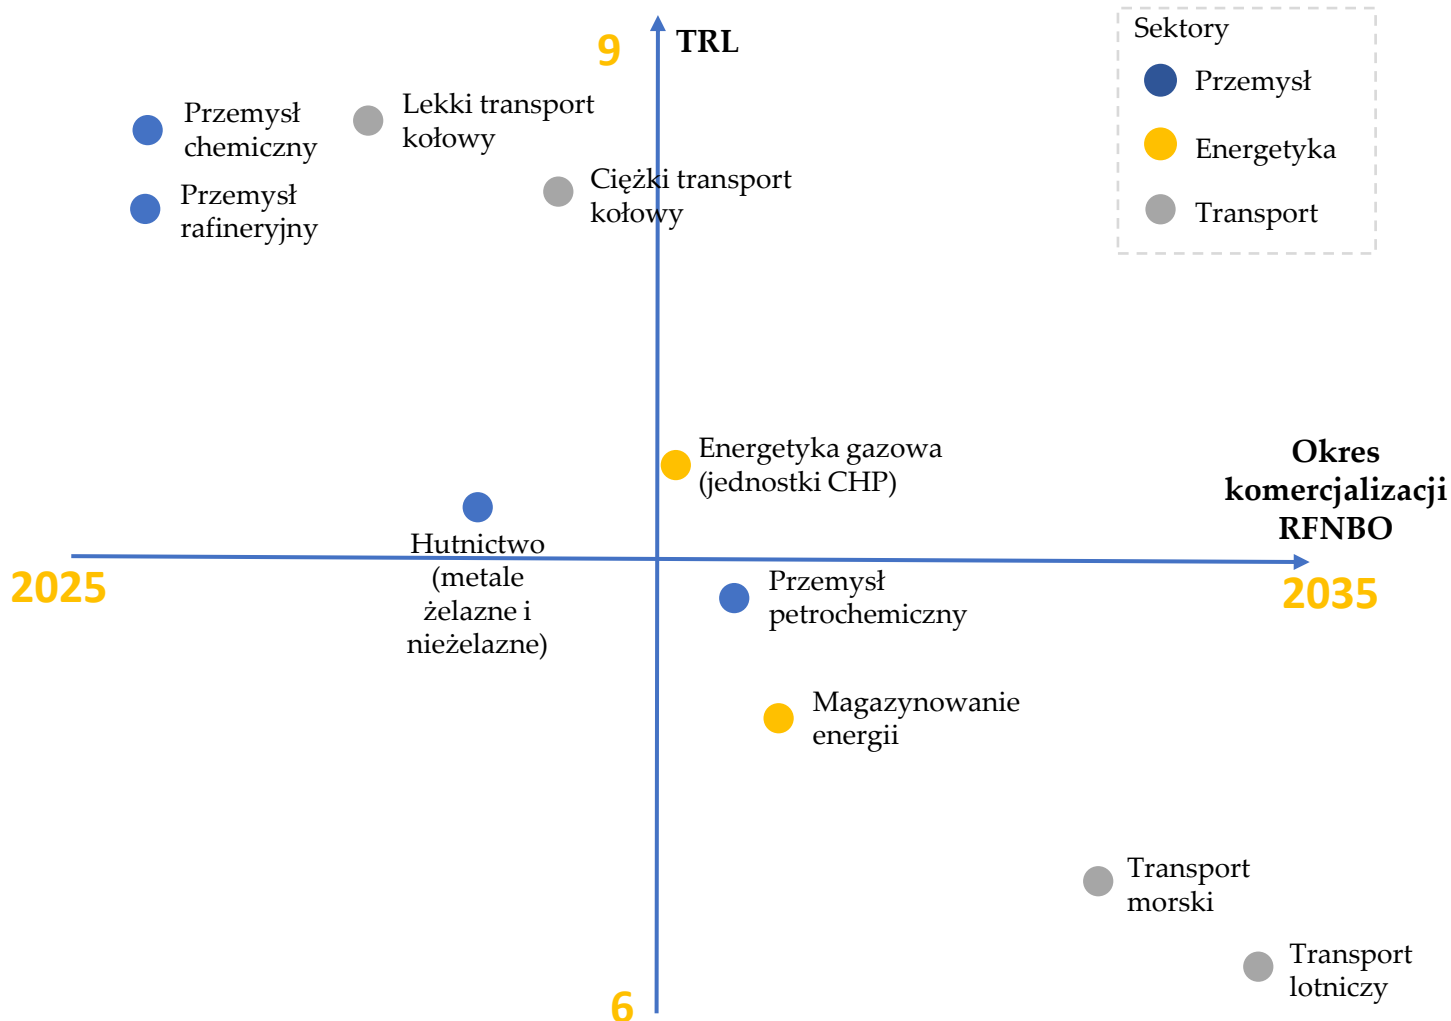 9
TRL
Sektory
Przemysł
Energetyka
Transport
Przemysł
chemiczny
Lekki transport
kołowy
Przemysł
rafineryjny
Ciężki transport
kołowy
Energetyka gazowa
(jednostki CHP)
Okres
komercjalizacji
RFNBO
Hutnictwo
(metale
żelazne i
nieżelazne)
2025
2035
Przemysł
petrochemiczny
Magazynowanie
energii
Transport
morski
Transport
lotniczy
6